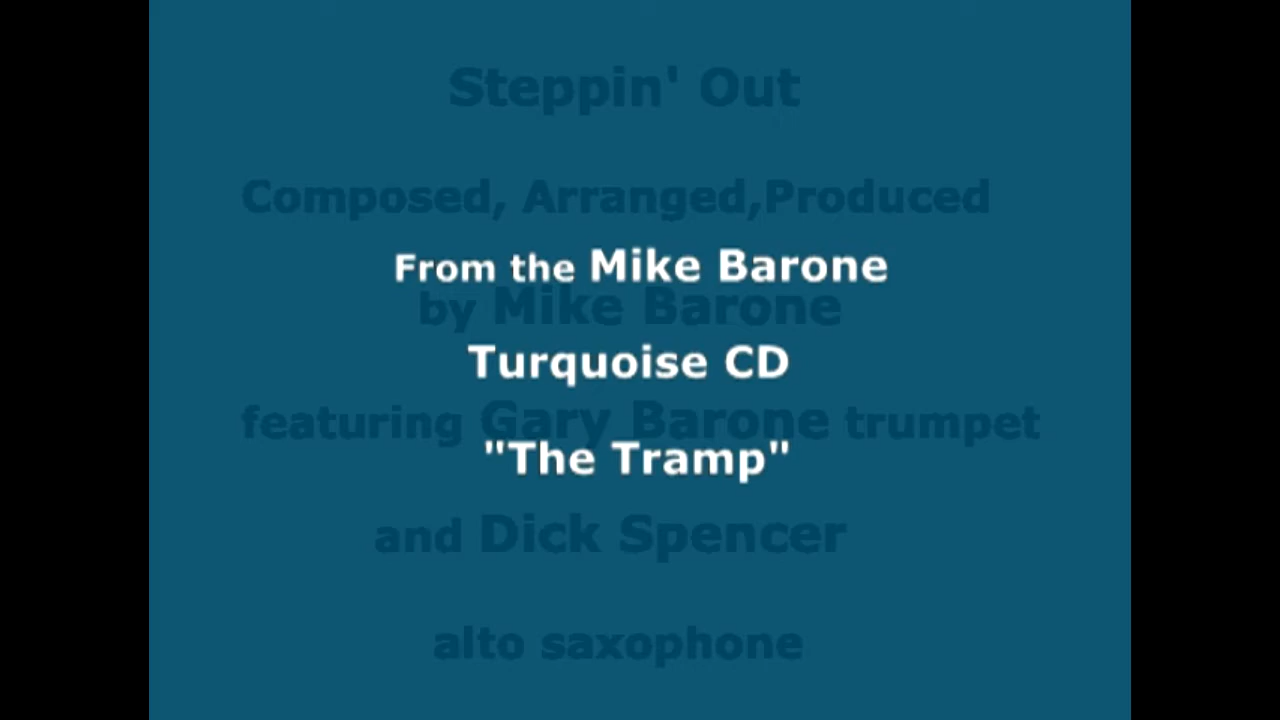 Steppin' Out
Composed, Arranged,Produced
From the Mike Barone
by Mike Barone
Turquoise CD
featuring Gary Barone trumpet
"The Tramp"
and Dick Spencer
alto saxophone